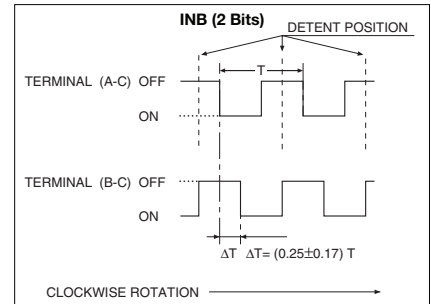 INB (2 Bits)
DETENT POSITION
T
TERMINAL (A-C) OFF
ON
TERMINAL (B-C) OFF
ON
ΔT ΔT= (0.25±0.17) T
CLOCKWISE ROTATION